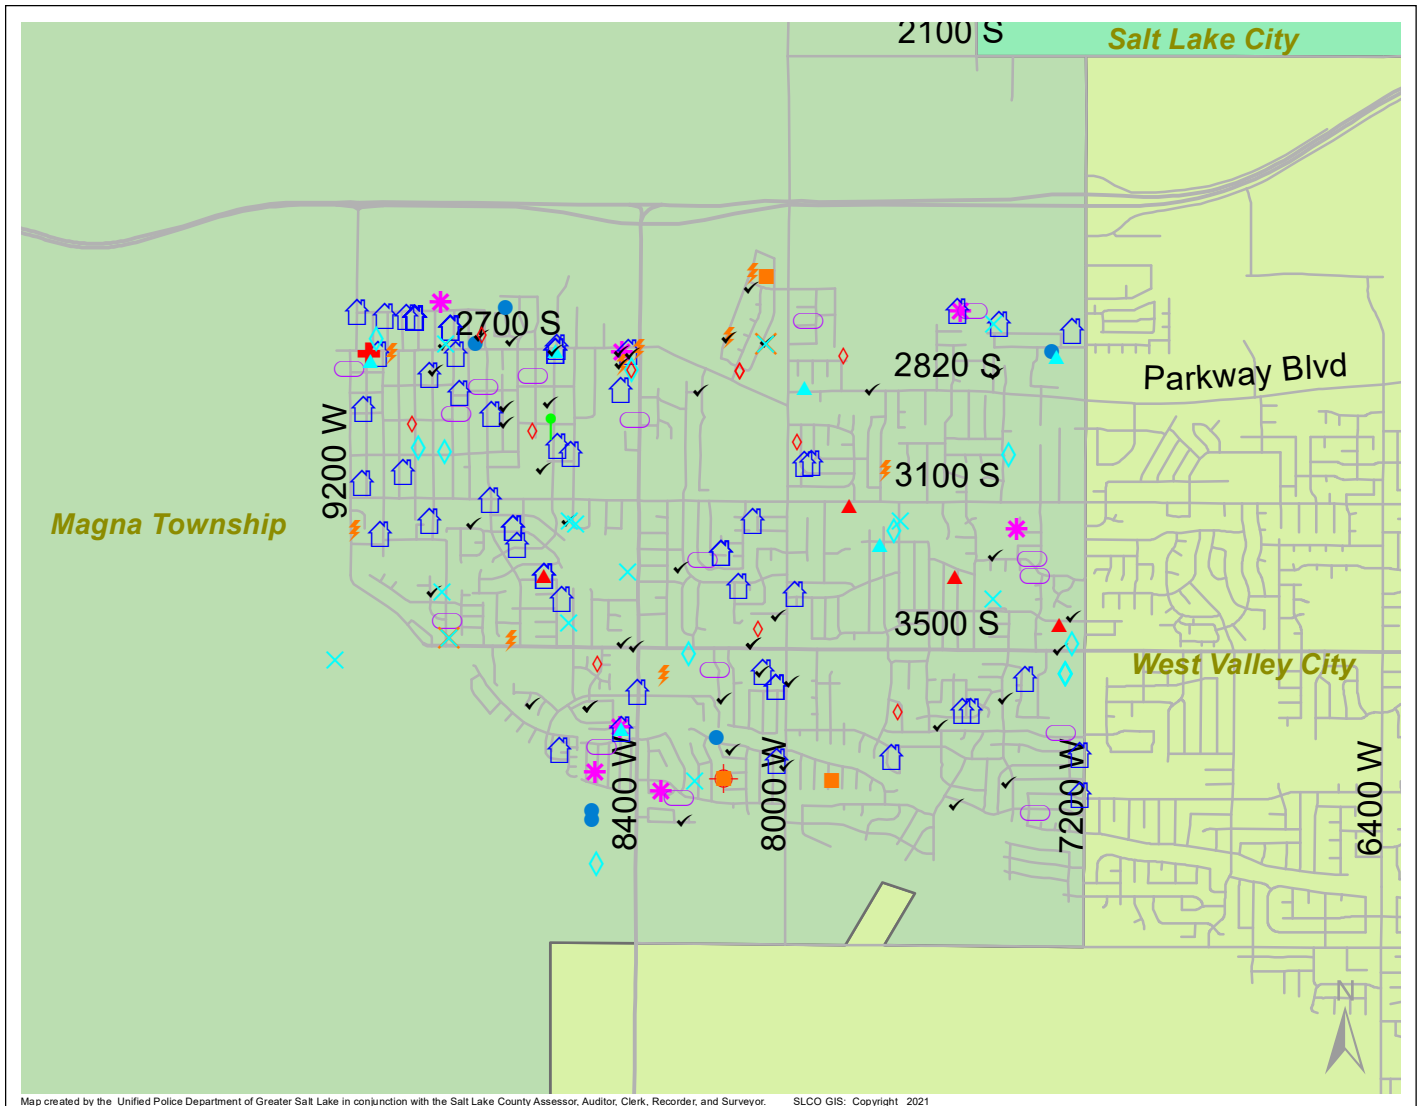 2100 S
Salt Lake City
2700 S
2820 S
Parkway Blvd
9200 W
3100 S
Magna Township
3500 S
West Valley City
8400 W
8000 W
7200 W
6400 W
N
Map created by the Unified Police Department of Greater Salt Lake in conjunction with the Salt Lake County Assessor, Auditor, Clerk, Recorder, and Surveyor. SLCO GIS: Copyright 2021